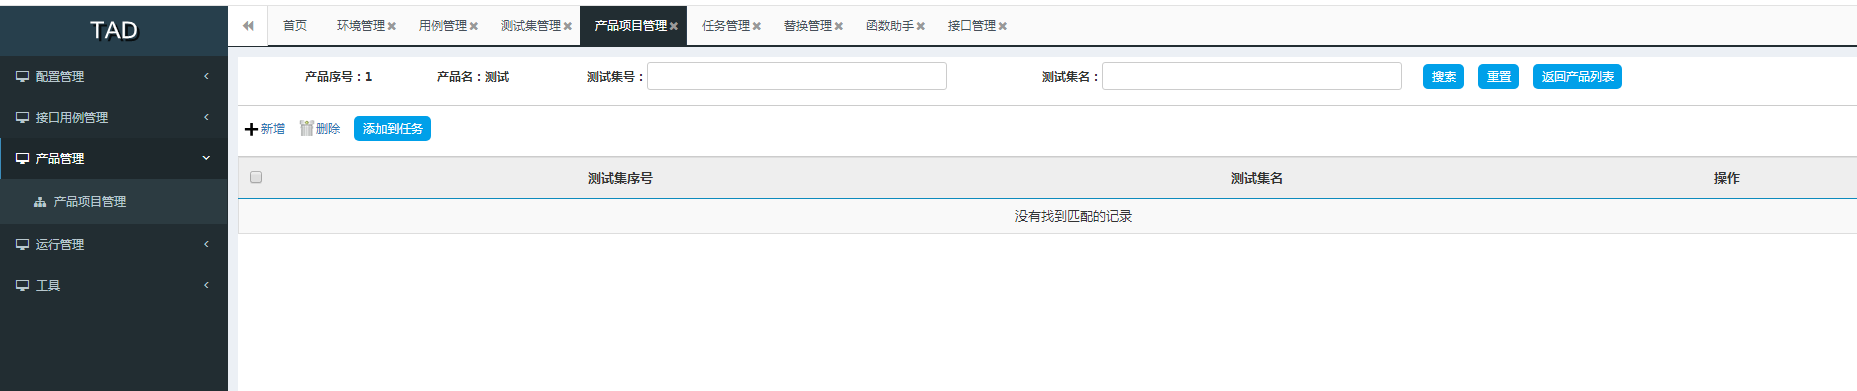 TAD
首页 环境管理 用例管理 测试集管理 产品项目管理 任务管理 替换管理 函数助手 接口管理
配置管理
接口用例管理
产品管理
产品项目管理
运行管理
工具
产品序号：1 产品名：测试 测试集号： 测试集名： 搜索 重置 返回产品列表
新增 删除 添加到任务
测试集序号 测试集名 操作
没有找到匹配的记录